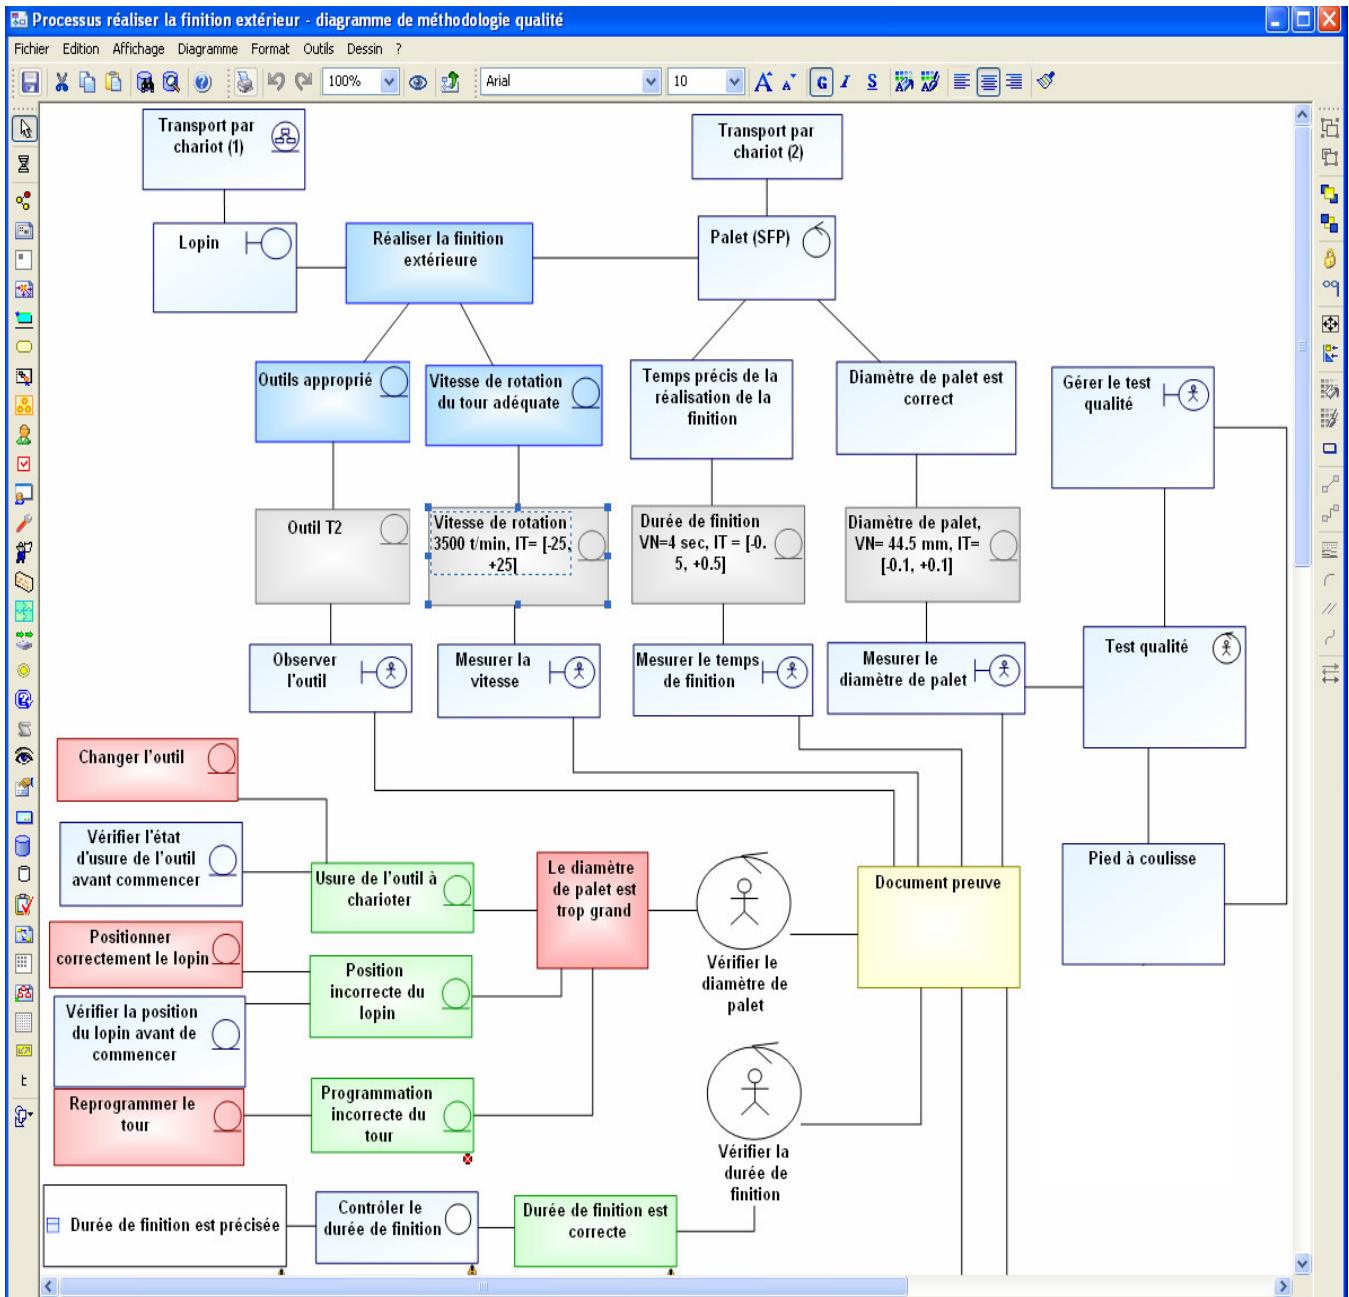 Processus réaliser la finition extérieur - diagramme de méthodologie qualité
Fichier Edition Affichage Diagramme Format Outils Dessin ?
100% Arial 10 A A G I S
Transport par
chariot (1)
Transport par
chariot (2)
Lopin
Réaliser la finition
extérieure
Palet (SFP)
Outils approprié
Vitesse de rotation
du tour adéquate
Temps précis de la
réalisation de la
finition
Diamètre de palet est
correct
Gérer le test
qualité
Outil T2
Vitesse de rotation
3500 t/min, IT= [-25,
+25]
Durée de finition
VN=4 sec, IT = [-0.
5, +0.5]
Diamètre de palet,
VN= 44.5 mm, IT=
[-0.1, +0.1]
Observer
l'outil
Mesurer la
vitesse
Mesurer le temps
de finition
Mesurer le
diamètre de palet
Test qualité
Changer l'outil
Vérifier l'état
d'usure de l'outil
avant commencer
Usure de l'outil à
charioter
Le diamètre
de palet est
trop grand
Vérifier le
diamètre de
palet
Document preuve
Pied à coulisse
Positionner
correctement le lopin
Position
incorrecte du
lopin
Vérifier la position
du lopin avant de
commencer
Reprogrammer le
tour
Programmation
incorrecte du
tour
Vérifier la
durée de
finition
Durée de finition est précisée
Contrôler le
durée de finition
Durée de finition est
correcte